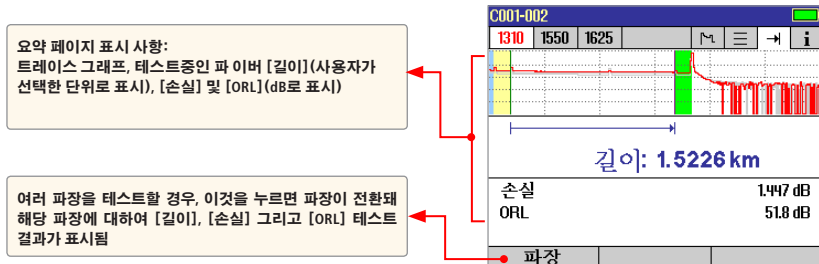 요약 페이지 표시 사항:
트레이스 그래프, 테스트중인 파 이버 [길이](사용자가
선택한 단위로 표시), [손실] 및 [ORL](dB로 표시)
여러 파장을 테스트할 경우, 이것을 누르면 파장이 전환돼
해당 파장에 대하여 [길이], [손실] 그리고 [ORL] 테스트
결과가 표시됨
C001-002
1310 1550 1625 i
길이: 1.5226 km
손실 1.447 dB
ORL 51.8 dB
파장